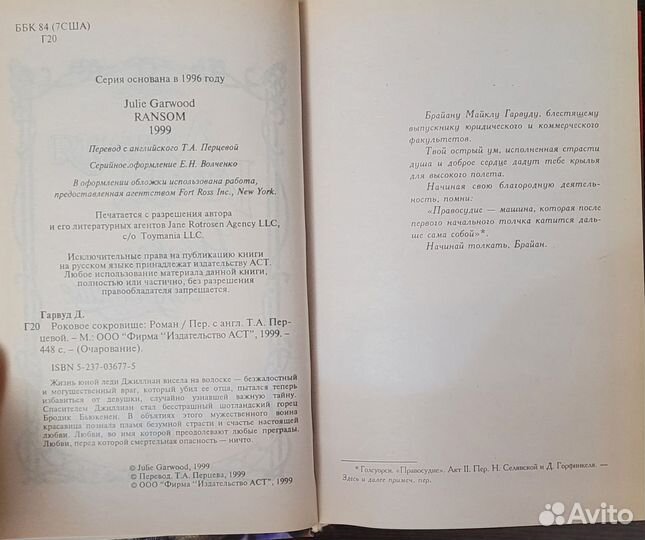 ББК 84 (7США)
Г20
Серия основана в 1996 году
Julie Garwood
RANSOM
1999
Перевод с английского Т.А. Перцевой
Серийное оформление Е.Н. Волченко
В оформлении обложки использована работа,
предоставленная агентством Fort Ross Inc., New York.
Печатается с разрешения автора
и его литературных агентов Jane Rotrosen Agency LLC,
c/o Toymania LLC.
Исключительные права на публикацию книги
на русском языке принадлежат издательству АСТ.
Любое использование материала данной книги,
полностью или частично, без разрешения
правообладателя запрещается.
Гарвуд Д.
Г20 Роковое сокровище: Роман / Пер. с англ. Т.А. Пер-
цевой. – М.: ООО “Фирма “Издательство АСТ”, 1999. –
448 с. – (Очарование).
ISBN 5-237-03677-5
Жизнь юной леди Джиллиан висела на волоске — безжалостный
и могущественный враг, который убил ее отца, пытался теперь
избавиться от девушки, случайно узнавшей важную тайну.
Спасителем Джиллиан стал бесстрашный шотландский горец
Бродик Бьюкенен. В объятиях этого мужественного воина
красавица познала пламя безумной страсти и счастье настоящей
любви. Любви, во имя которой преодолевают любые преграды.
Любви, перед которой смертельная опасность — ничто.
© Julie Garwood, 1999
© Перевод. Т.А. Перцева, 1999
© ООО “Фирма “Издательство АСТ”, 1999
Брайану Майклу Гарвуду, блестящему
выпускнику юридического и коммерческого
факультетов.
Твой острый ум, исполненная страсти
душа и доброе сердце дадут тебе крылья
для высокого полета.
Начиная свою благородную деятель-
ность, помни:
«Правосудие — машина, которая после
первого начального толчка катится даль-
ше сама собой»*.
Начинай толкать, Брайан.
* Голсуорси. «Правосудие». Акт II. Пер. Н. Селивской и Д. Горфинкеля. —
Здесь и далее примеч. пер.
Avito